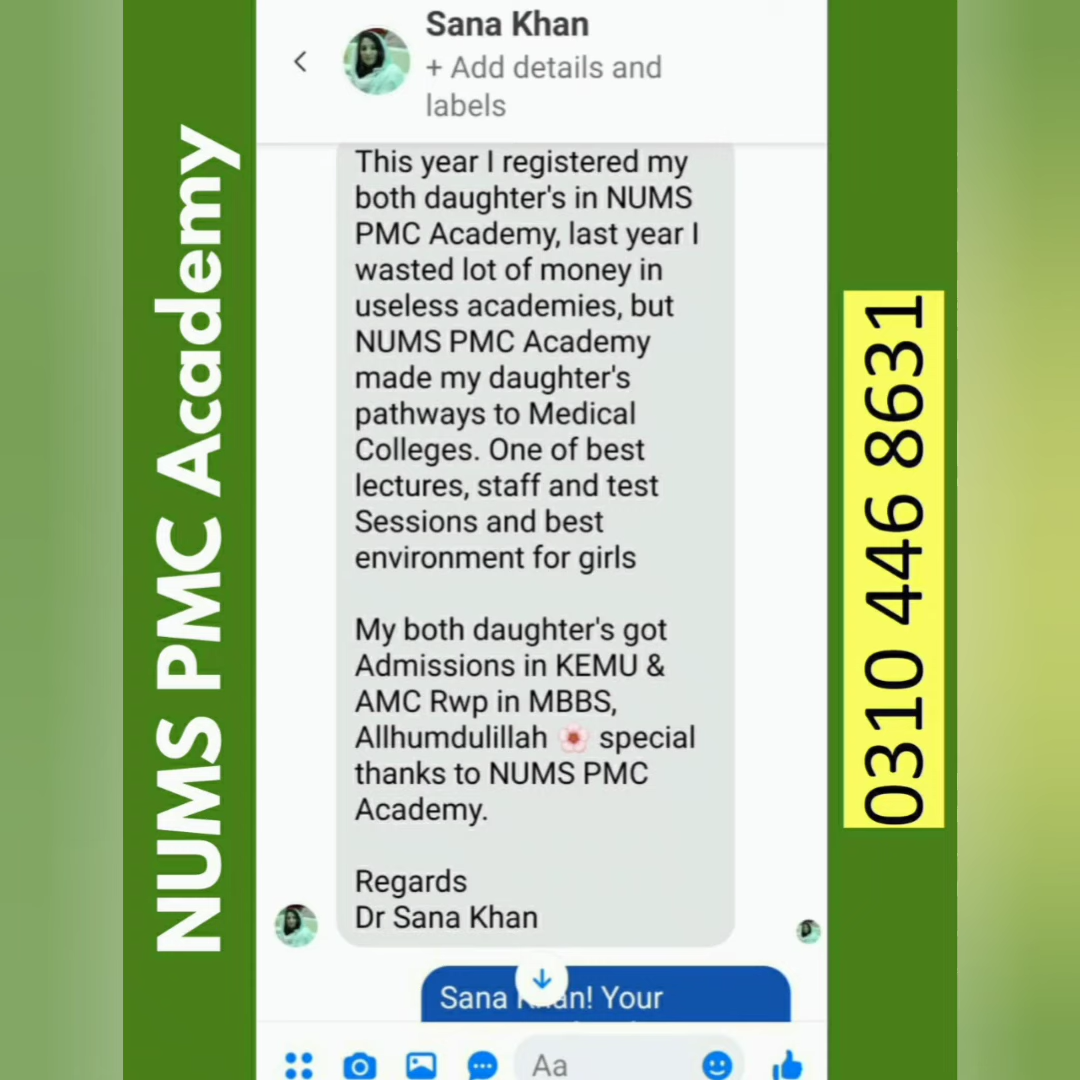 NUMS PMC Academy
Sana Khan
+ Add details and
labels
This year I registered my
both daughter's in NUMS
PMC Academy, last year I
wasted lot of money in
useless academies, but
NUMS PMC Academy
made my daughter's
pathways to Medical
Colleges. One of best
lectures, staff and test
Sessions and best
environment for girls
My both daughter's got
Admissions in KEMU &
AMC Rwp in MBBS,
Allhumdulillah 🌸 special
thanks to NUMS PMC
Academy.
Regards
Dr Sana Khan
Sana Khan! Your
Aa
0310 446 8631